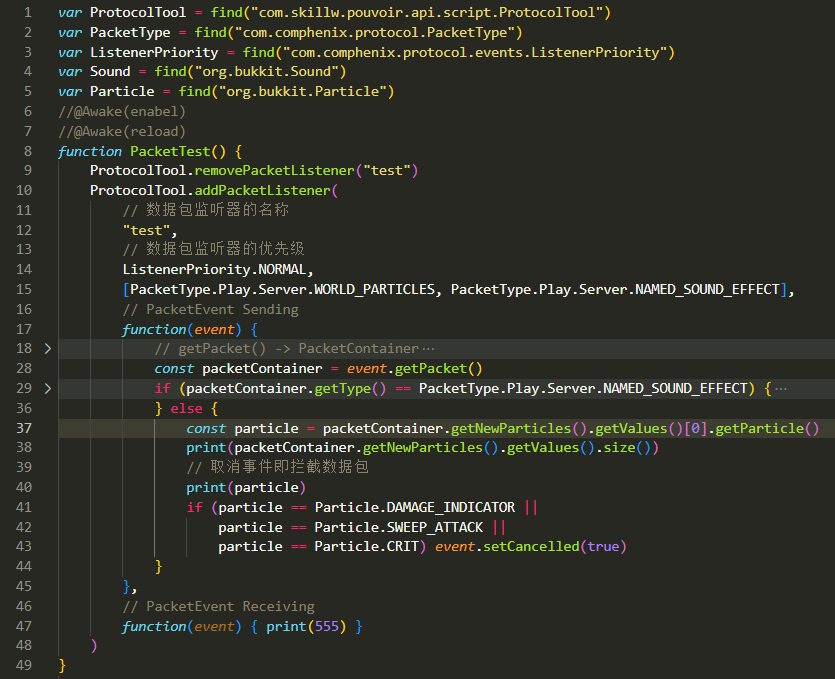 1 var ProtocolTool = find("com.skillw.pouvoir.api.script.ProtocolTool")
2 var PacketType = find("com.comphenix.protocol.PacketType")
3 var ListenerPriority = find("com.comphenix.protocol.events.ListenerPriority")
4 var Sound = find("org.bukkit.Sound")
5 var Particle = find("org.bukkit.Particle")
6 //@Awake(enabel)
7 //@Awake(reload)
8 function PacketTest() {
9     ProtocolTool.removePacketListener("test")
10     ProtocolTool.addPacketListener(
11         // 数据包监听器的名称
12         "test",
13         // 数据包监听器的优先级
14         ListenerPriority.NORMAL,
15         [PacketType.Play.Server.WORLD_PARTICLES, PacketType.Play.Server.NAMED_SOUND_EFFECT],
16         // PacketEvent Sending
17         function(event) {
18 >             // getPacket() -> PacketContainer ···
28             const packetContainer = event.getPacket()
29 >             if (packetContainer.getType() == PacketType.Play.Server.NAMED_SOUND_EFFECT) { ···
36             } else {
37                 const particle = packetContainer.getNewParticles().getValues()[0].getParticle()
38                 print(packetContainer.getNewParticles().getValues().size())
39                 // 取消事件即拦截数据包
40                 print(particle)
41                 if (particle == Particle.DAMAGE_INDICATOR ||
42                     particle == Particle.SWEEP_ATTACK ||
43                     particle == Particle.CRIT) event.setCancelled(true)
44             }
45         },
46         // PacketEvent Receiving
47         function(event) { print(555) }
48     )
49 }